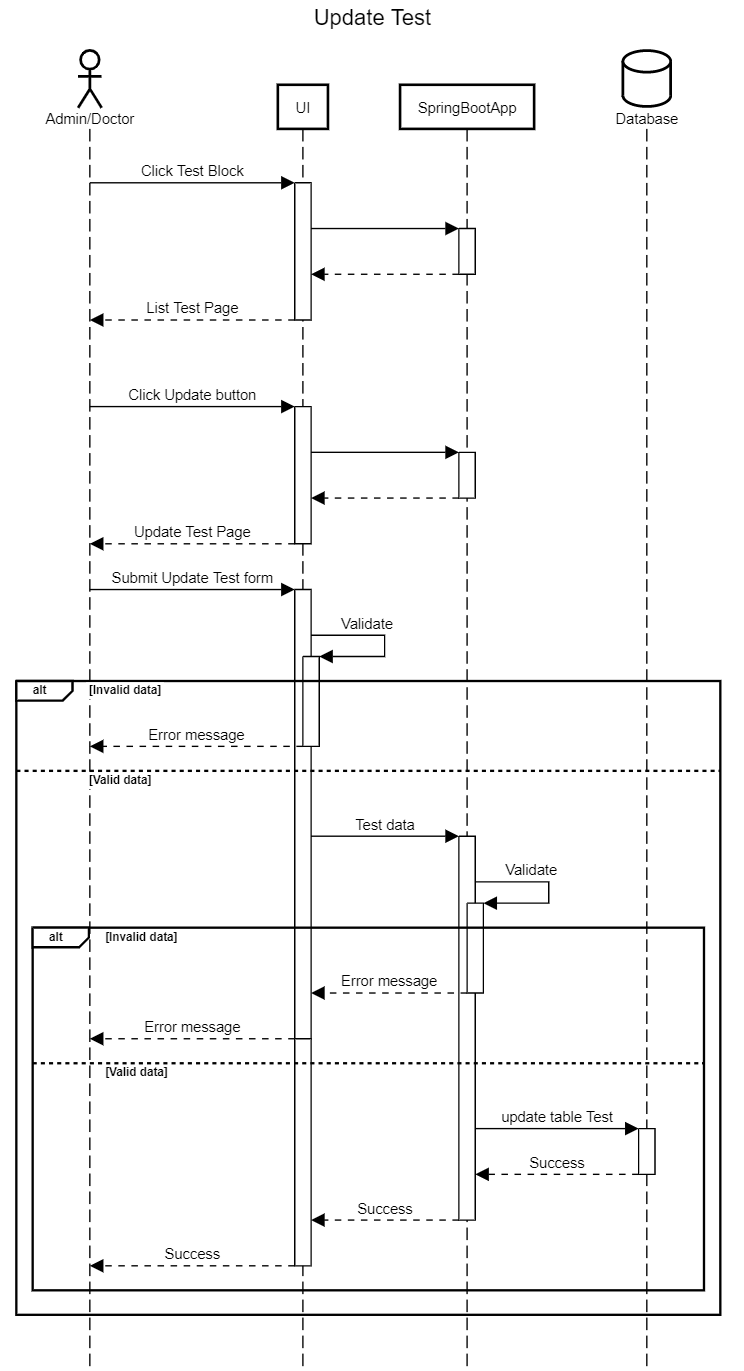 Update Test
Admin/Doctor
UI
SpringBootApp
Database
Click Test Block
List Test Page
Click Update button
Update Test Page
Submit Update Test form
Validate
alt
[Invalid data]
Error message
[Valid data]
Test data
Validate
alt
[Invalid data]
Error message
Error message
[Valid data]
update table Test
Success
Success
Success